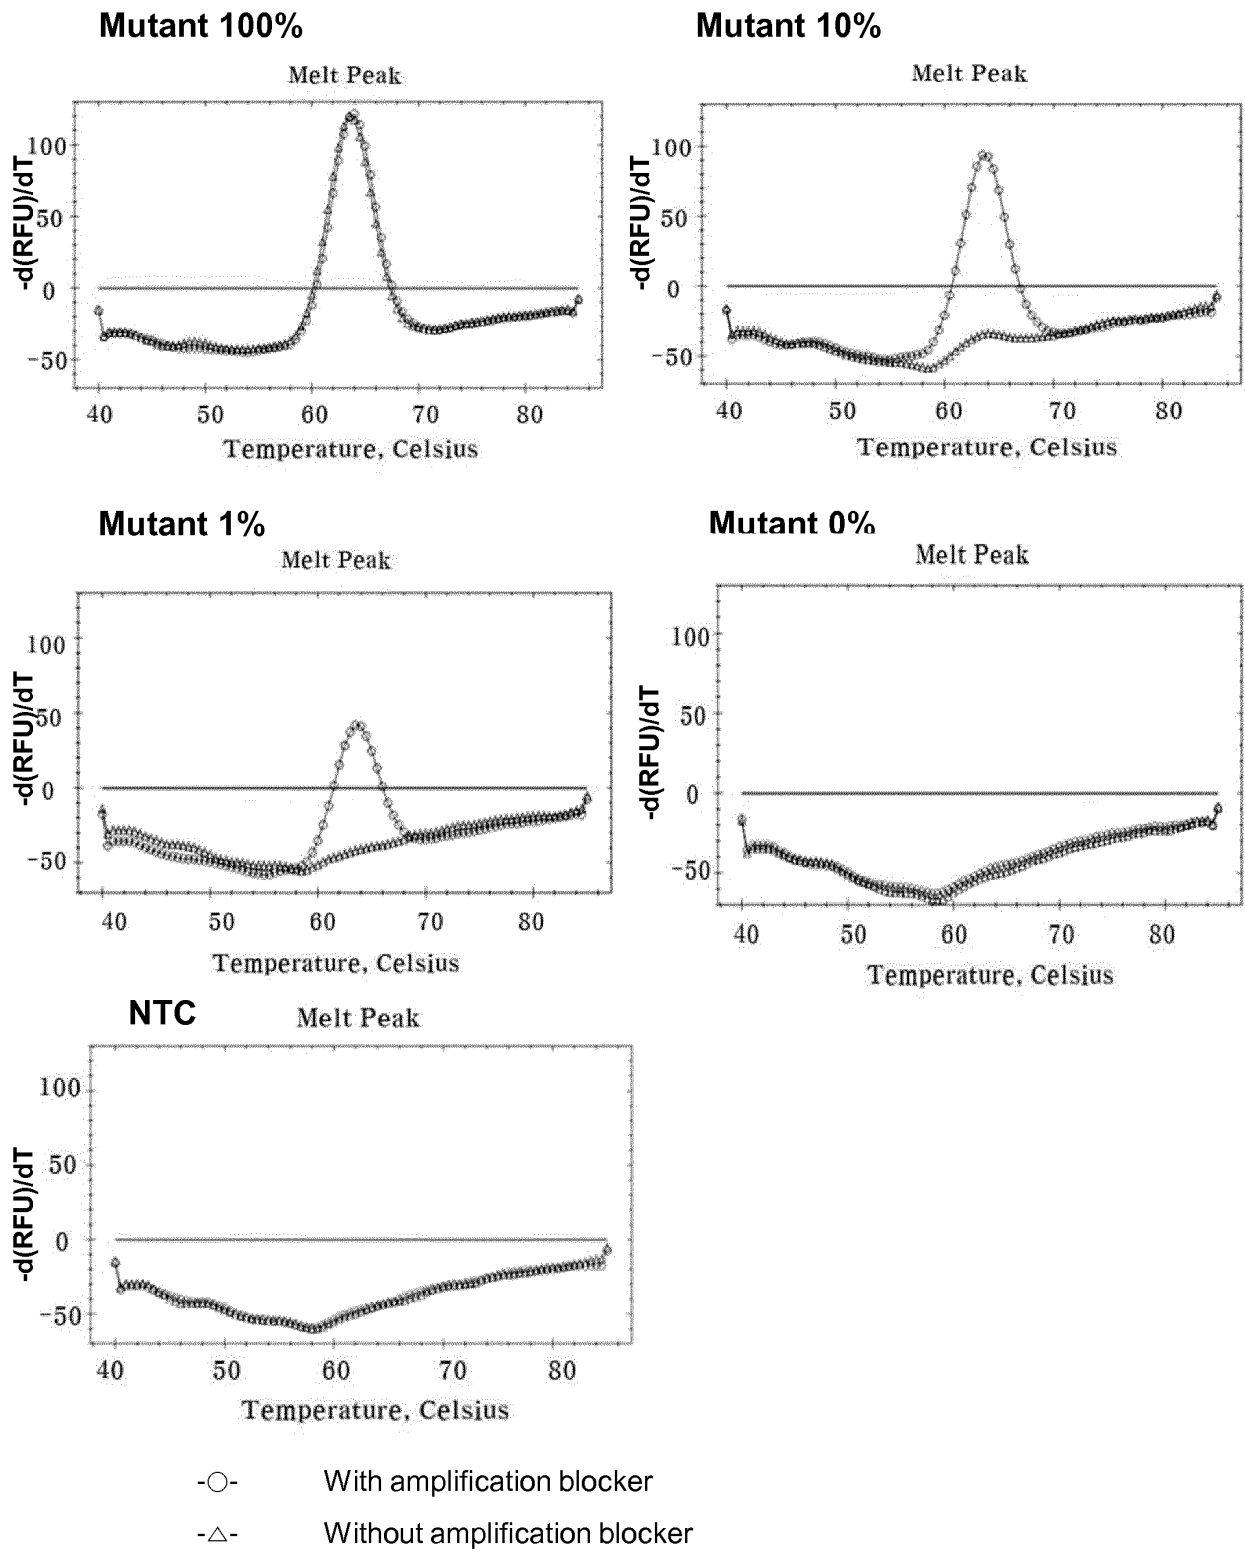 Mutant 100%
Melt Peak
-d(RFU)/dT
100
50
0
-50
40 50 60 70 80
Temperature, Celsius
Mutant 10%
Melt Peak
-d(RFU)/dT
100
50
0
-50
40 50 60 70 80
Temperature, Celsius
Mutant 1%
Melt Peak
-d(RFU)/dT
100
50
0
-50
40 50 60 70 80
Temperature, Celsius
Mutant 0%
Melt Peak
-d(RFU)/dT
100
50
0
-50
40 50 60 70 80
Temperature, Celsius
NTC
Melt Peak
-d(RFU)/dT
100
50
0
-50
40 50 60 70 80
Temperature, Celsius
With amplification blocker
Without amplification blocker